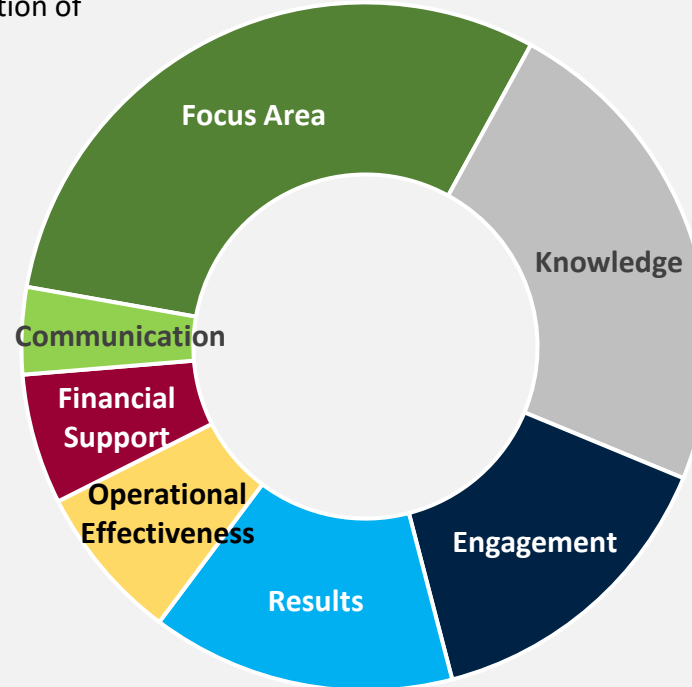 tion of
Focus Area
Knowledge
Communication
Financial
Support
Operational
Effectiveness
Engagement
Results